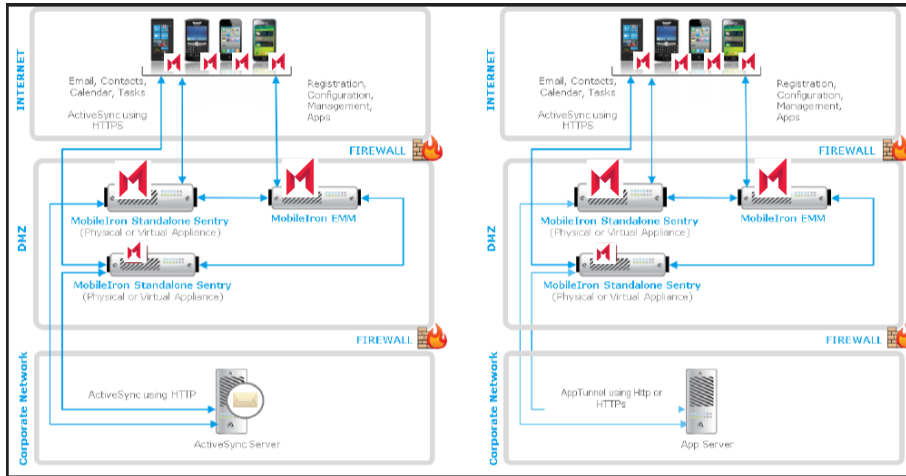 INTERNET
Email, Contacts,
Calendar, Tasks
ActiveSync using
HTTPS
Registration,
Configuration,
Management,
Apps
FIREWALL
DHZ
MobileIron Standalone Sentry
(Physical or Virtual Appliance)
MobileIron EMM
MobileIron Standalone Sentry
(Physical or Virtual Appliance)
FIREWALL
Corporate Network
ActiveSync using HTTP
ActiveSync Server
INTERNET
Email, Contacts,
Calendar, Tasks
ActiveSync using
HTTPS
Registration,
Configuration,
Management,
Apps
FIREWALL
DHZ
MobileIron Standalone Sentry
(Physical or Virtual Appliance)
MobileIron EMM
MobileIron Standalone Sentry
(Physical or Virtual Appliance)
FIREWALL
Corporate Network
AppTunnel using Http or
HTTPs
App Server